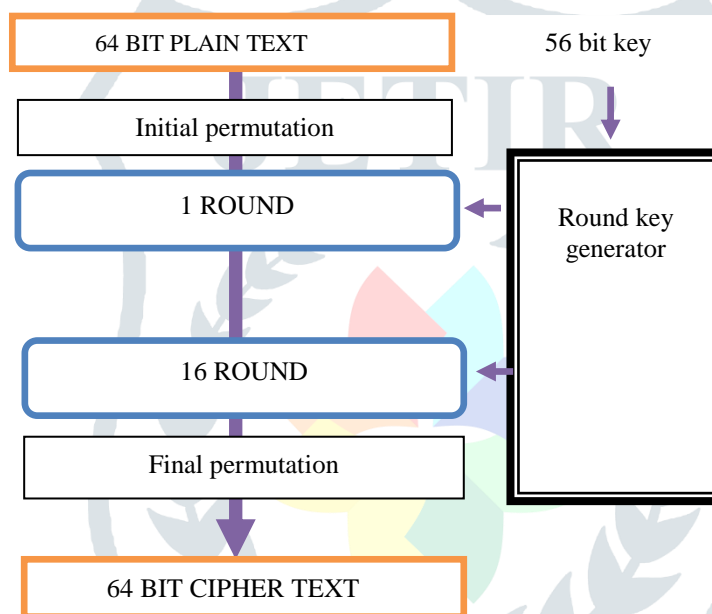 64 BIT PLAIN TEXT
56 bit key
JETIR
Initial permutation
1 ROUND
Round key
generator
16 ROUND
Final permutation
64 BIT CIPHER TEXT